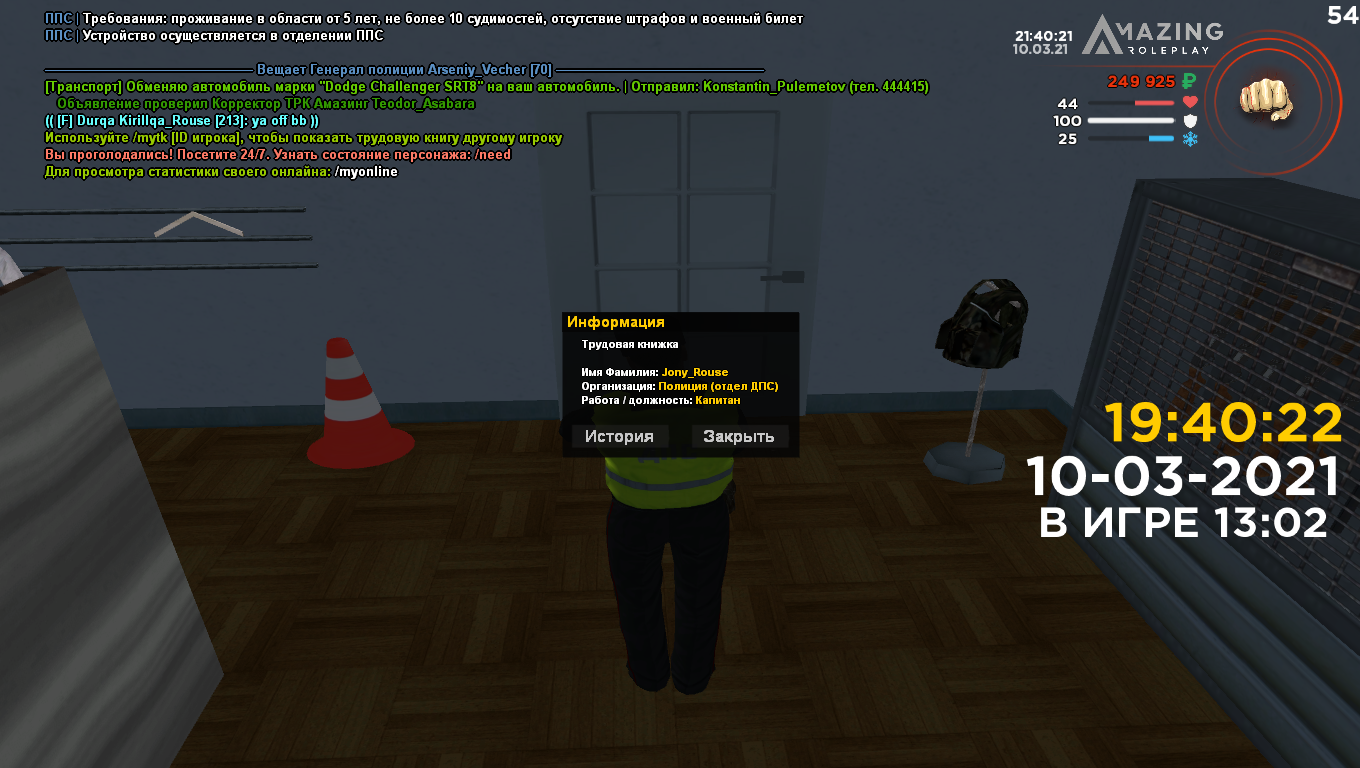 ППС | Требования: проживание в области от 5 лет, не более 10 судимостей, отсутствие штрафов и военный билет
ППС | Устройство осуществляется в отделении ППС
Вещает Генерал полиции Arseniy_Vecher [70]
[Транспорт] Обменяю автомобиль марки "Dodge Challenger SRT8" на ваш автомобиль. | Отправил: Konstantin_Pulemetov (тел. 444415)
Объявление проверил Корректор ТРК Амазинг Teodor_Asabara
(( [F] Durqa Kirillqa_Rouse [213]: ya off bb ))
Используйте /mytk [ID игрока], чтобы показать трудовую книгу другому игроку
Вы проголодались! Посетите 24/7. Узнать состояние персонажа: /need
Для просмотра статистики своего онлайна: /myonline
54
21:40:21
10.03.21
AMAZING
ROLEPLAY
249 925 ₽
44
100
25
Информация
Трудовая книжка
Имя Фамилия: Jony_Rouse
Организация: Полиция (отдел ДПС)
Работа / должность: Капитан
История Закрыть
19:40:22
10-03-2021
В ИГРЕ 13:02